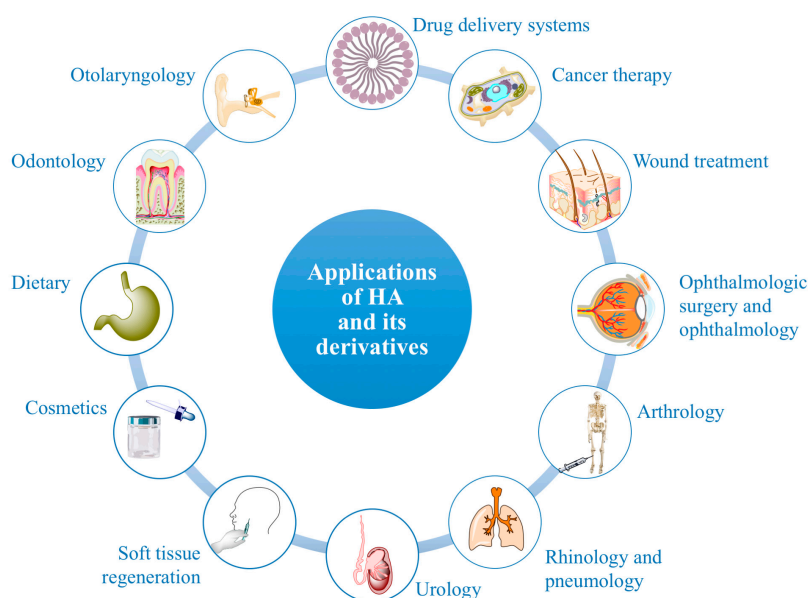 Drug delivery systems
Cancer therapy
Wound treatment
Ophthalmologic
surgery and
ophthalmology
Arthrology
Rhinology and
pneumology
Urology
Soft tissue
regeneration
Cosmetics
Dietary
Odontology
Otolaryngology
Applications
of HA
and its
derivatives